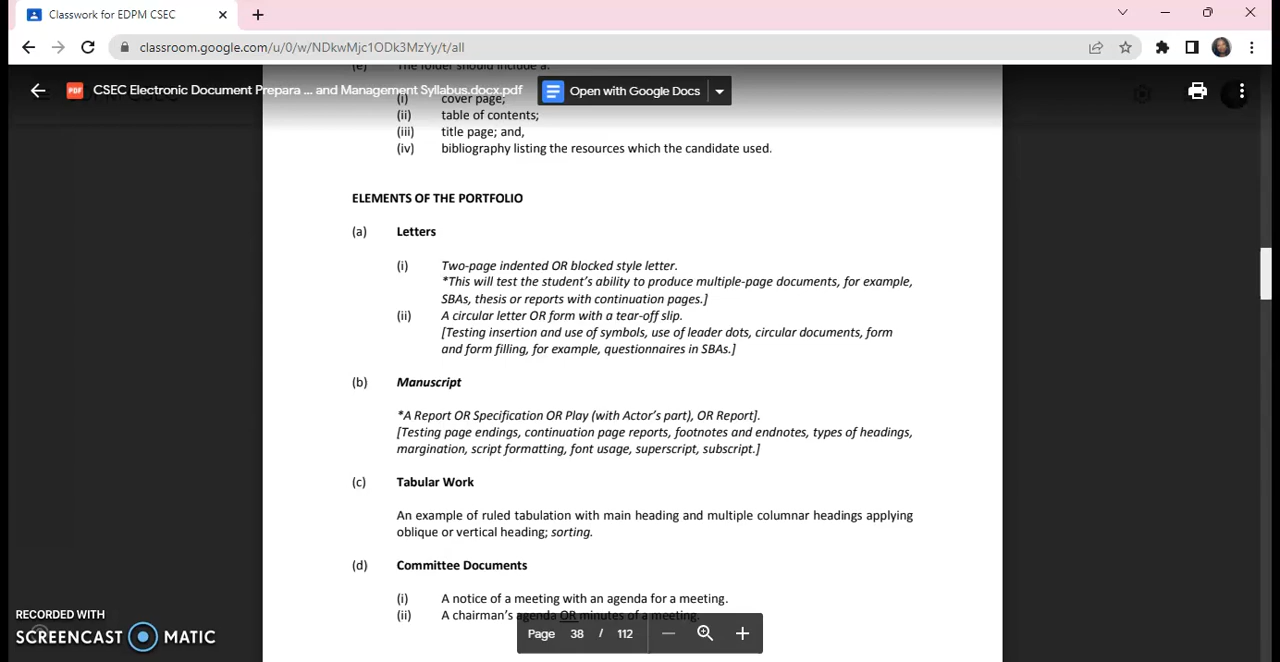 Classwork for EDPM CSEC
classroom.google.com/u/0/w/NDkwMjc1ODk3MzYy/t/all
(e) The folder should include a:
CSEC Electronic Document Prepara ... and Management Syllabus.docx.pdf
Open with Google Docs
(i) cover page;
(ii) table of contents;
(iii) title page; and,
(iv) bibliography listing the resources which the candidate used.
ELEMENTS OF THE PORTFOLIO
(a) Letters
(i) Two-page indented OR blocked style letter.
*This will test the student's ability to produce multiple-page documents, for example,
SBAs, thesis or reports with continuation pages.]
(ii) A circular letter OR form with a tear-off slip.
[Testing insertion and use of symbols, use of leader dots, circular documents, form
and form filling, for example, questionnaires in SBAs.]
(b) Manuscript
*A Report OR Specification OR Play (with Actor's part), OR Report].
[Testing page endings, continuation page reports, footnotes and endnotes, types of headings,
margination, script formatting, font usage, superscript, subscript.]
(c) Tabular Work
An example of ruled tabulation with main heading and multiple columnar headings applying
oblique or vertical heading; sorting.
(d) Committee Documents
(i) A notice of a meeting with an agenda for a meeting.
(ii) A chairman's agenda OR minutes of a meeting.
Page 38 / 112
RECORDED WITH
SCREENCAST MATIC